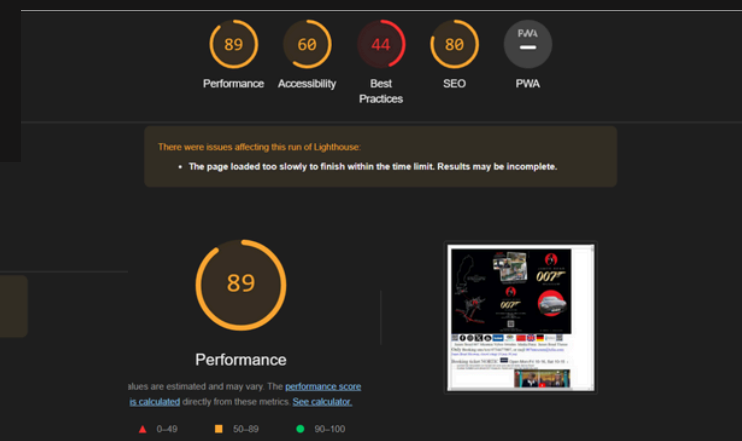 89
60
44
80
PWA
Performance
Accessibility
Best
Practices
SEO
PWA
There were issues affecting this run of Lighthouse:
• The page loaded too slowly to finish within the time limit. Results may be incomplete.
89
Performance
alues are estimated and may vary. The performance score
is calculated directly from these metrics. See calculator.
0–49
50–89
90–100
007
007